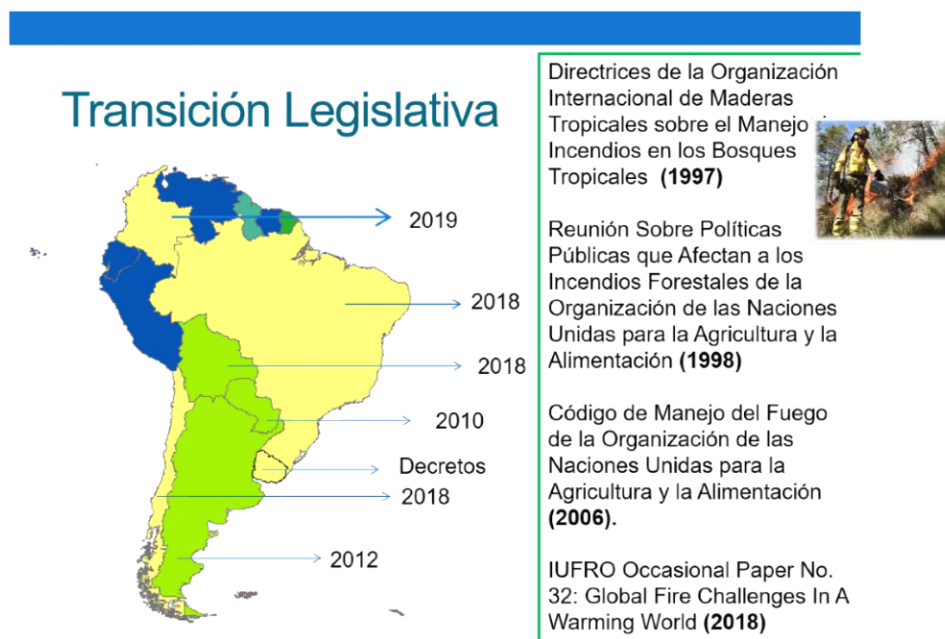 Transición Legislativa
2019
2018
2018
2010
Decretos
2018
2012
Directrices de la Organización
Internacional de Maderas
Tropicales sobre el Manejo
Incendios en los Bosques
Tropicales (1997)
Reunión Sobre Políticas
Públicas que Afectan a los
Incendios Forestales de la
Organización de las Naciones
Unidas para la Agricultura y la
Alimentación (1998)
Código de Manejo del Fuego
de la Organización de las
Naciones Unidas para la
Agricultura y la Alimentación
(2006).
IUFRO Occasional Paper No.
32: Global Fire Challenges In A
Warming World (2018)